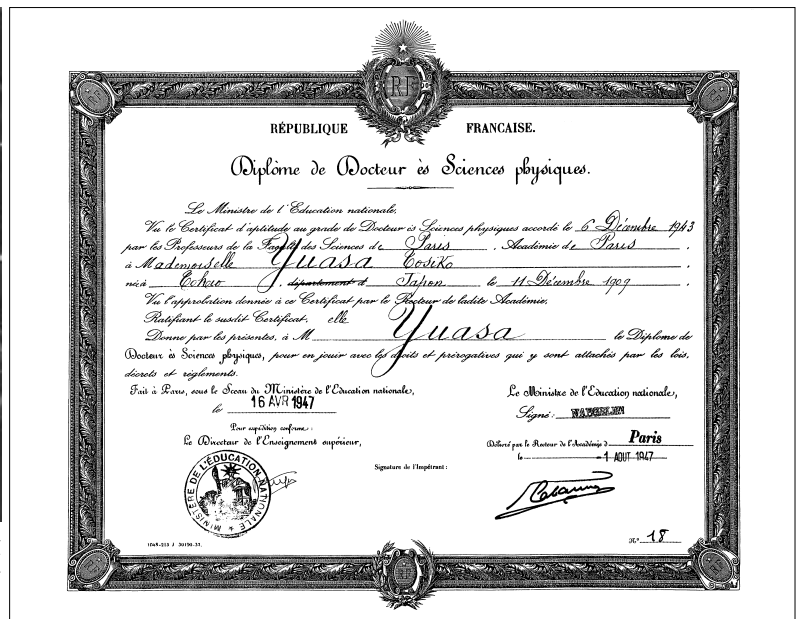 RF
RÉPUBLIQUE FRANCAISE.
Diplôme de Docteur ès Sciences physiques.
Le Ministre de l'Education nationale,
Vu le Certificat d'aptitude au grade de Docteur ès Sciences physiques accordé le 6 Décembre 1943
par les Professeurs de la Faculté des Sciences de Paris, Académie de Paris,
à Mademoiselle Yuasa Tosiko,
né à Tokio, département d Japon le 11 Décembre 1909,
Vu l'approbation donnée à ce Certificat par le Recteur de ladite Académie,
Ratifiant le susdit Certificat, elle
Donne par les présentes, à M Yuasa le Diplome de
Docteur ès Sciences physiques, pour en jouir avec les droits et prérogatives qui y sont attachés par les lois,
décrets et règlements.
Fait à Paris, sous le Sceau du Ministère de l'Education nationale,
le 16 AVR 1947
Pour expédition conforme:
Le Directeur de l'Enseignement supérieur,
MINISTERE DE L'ÉDUCATION NATIONALE
Signature de l'Impétrant:
Le Ministre de l'Education nationale,
Signé:
Délivré par le Recteur de l'Académie d Paris
le -1 AOUT 1947
N° 18